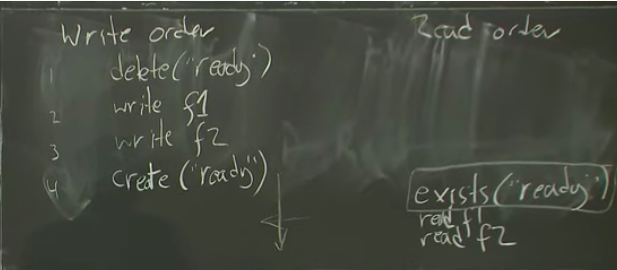 Write order
1 delete("ready")
2 write f1
3 write f2
4 create("ready")
Read order
exists("ready")
read f1
read f2